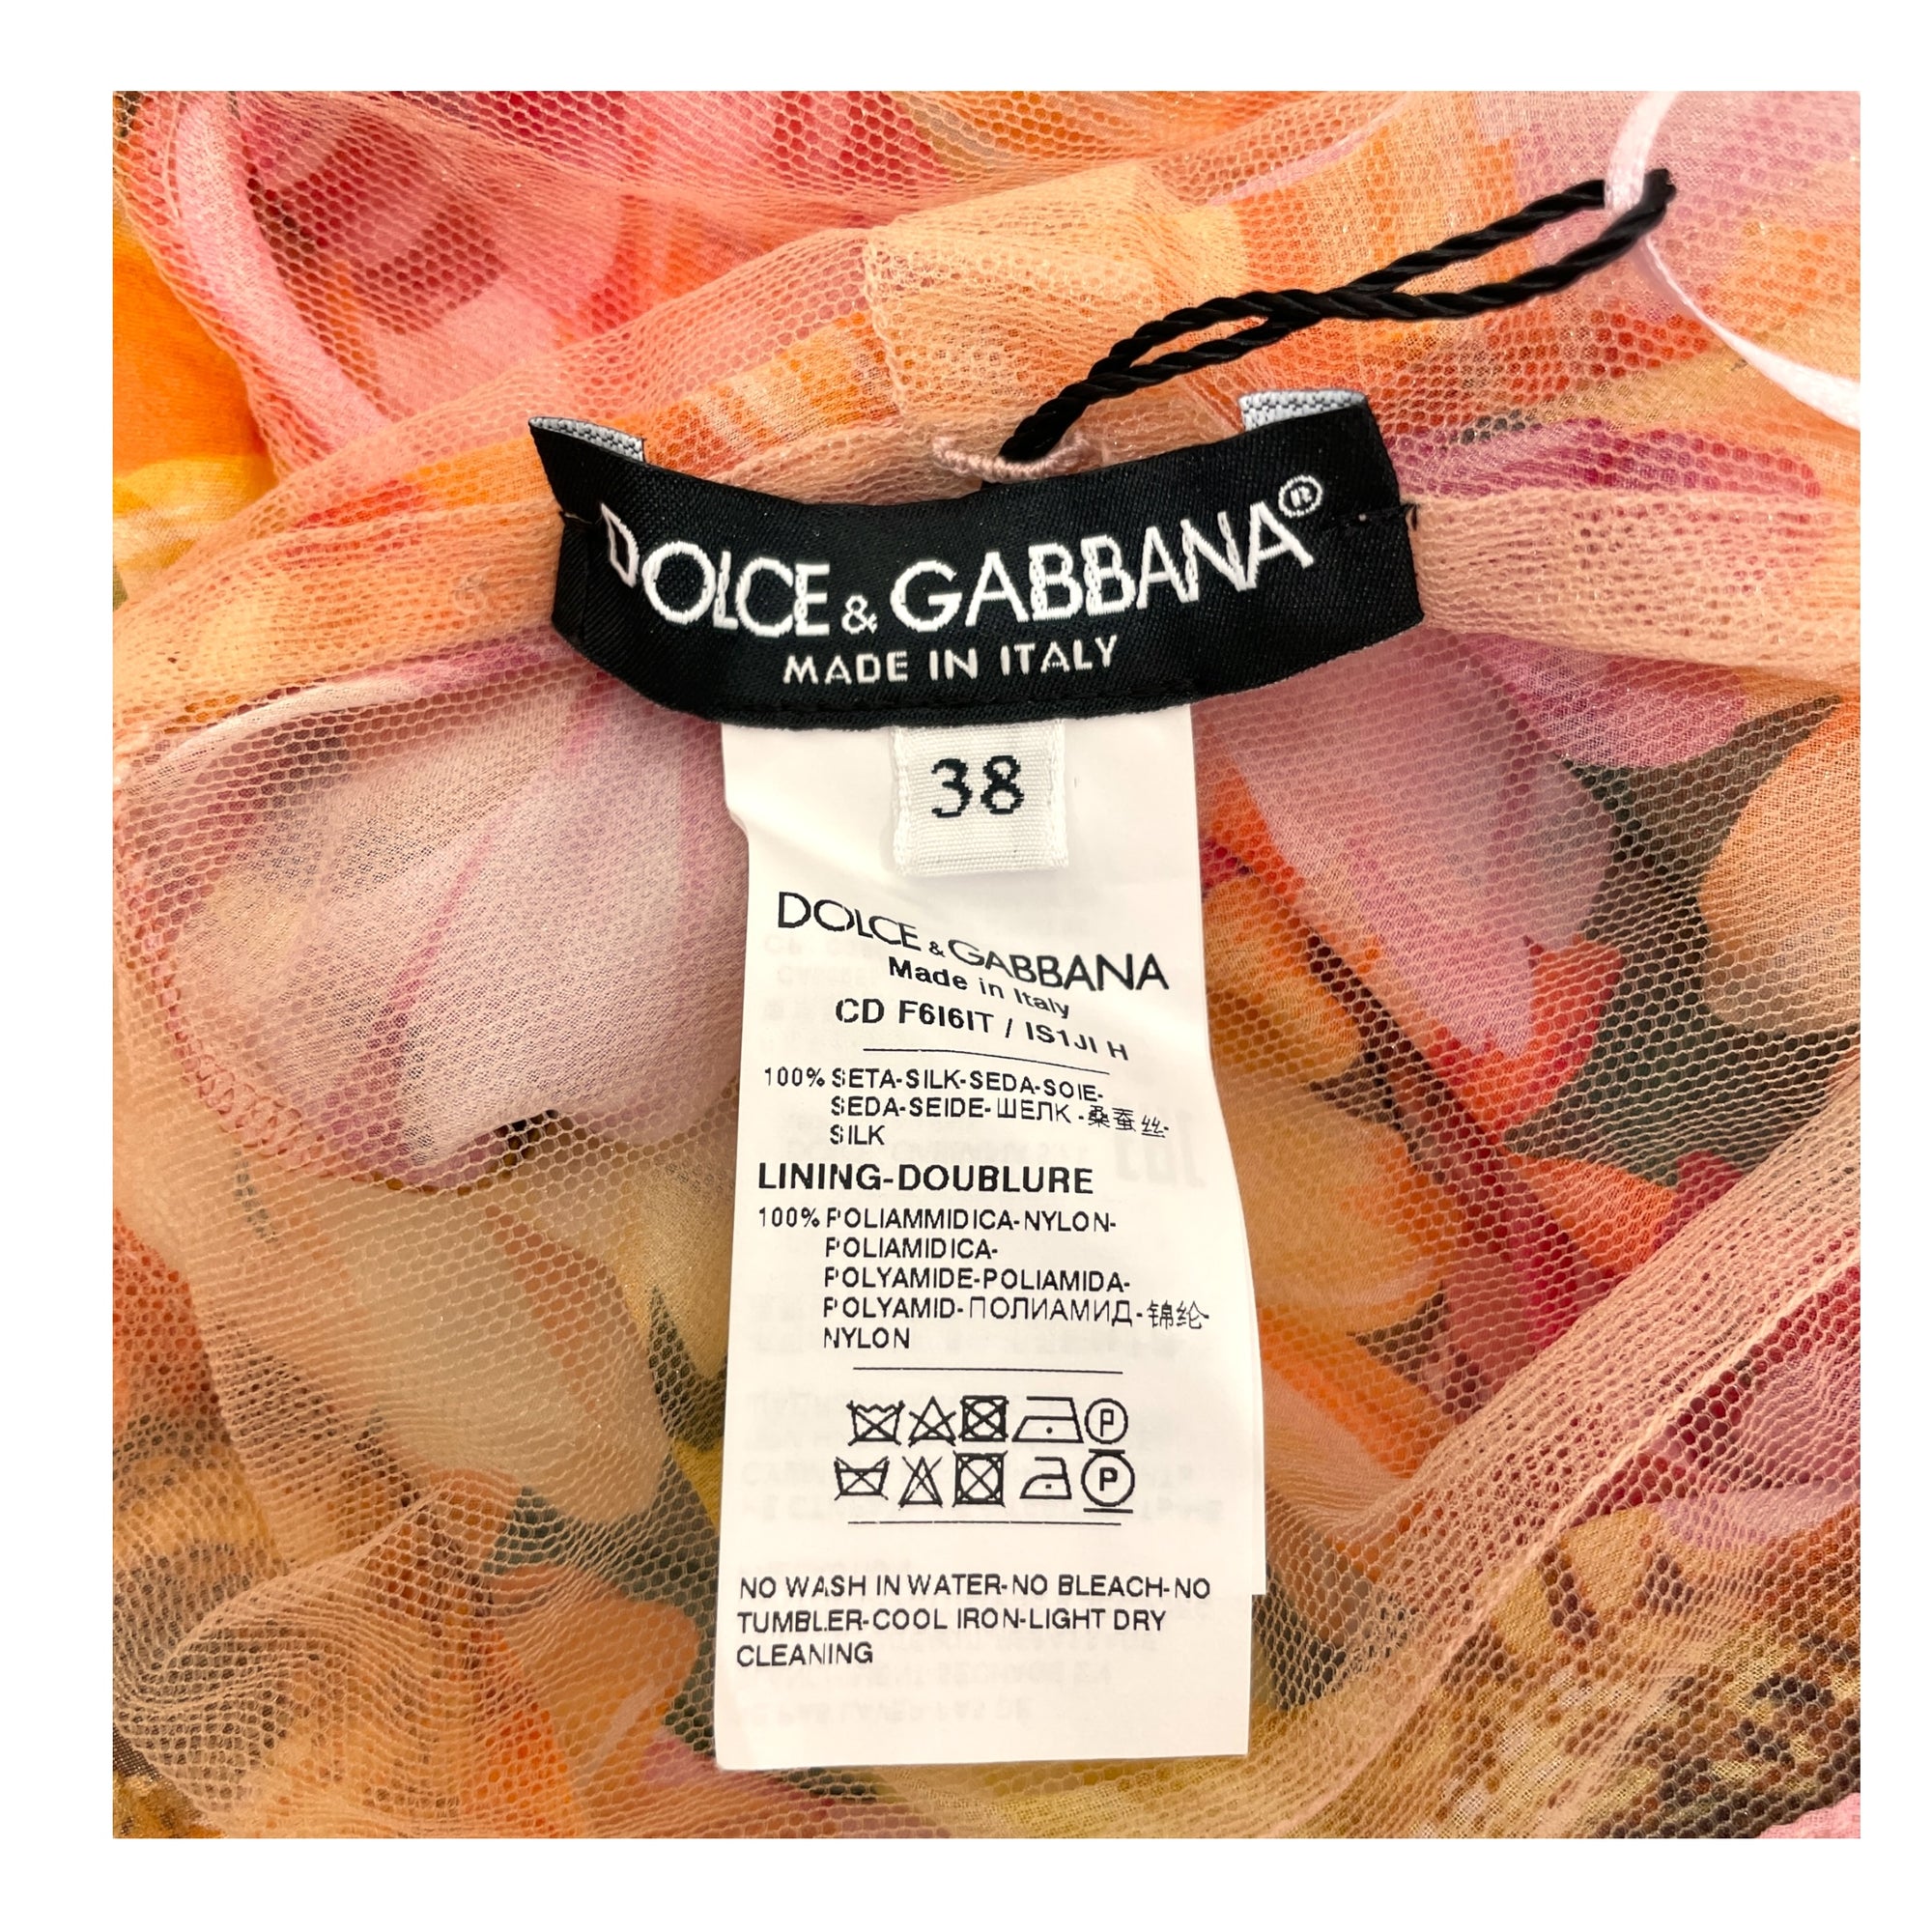 DOLCE & GABBANA®
MADE IN ITALY
38
DOLCE & GABBANA
Made in Italy
CD F6I6IT / IS1JI H
100% SETA-SILK-SEDA-SOIE-
SEDA-SEIDE-ШЕЛК-桑蚕丝-
SILK
LINING-DOUBLURE
100% POLIAMMIDICA-NYLON-
POLIAMIDICA-
POLYAMIDE-POLIAMIDA-
POLYAMID-ПОЛИАМИД-锦纶-
NYLON
P
P
NO WASH IN WATER-NO BLEACH-NO
TUMBLER-COOL IRON-LIGHT DRY
CLEANING